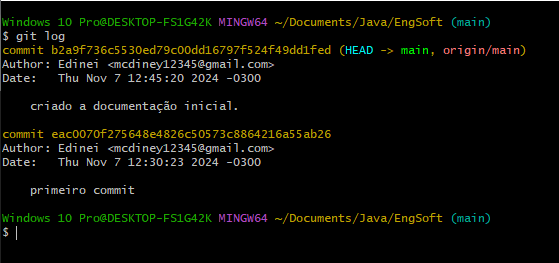 Windows 10 Pro@DESKTOP-FS1G42K MINGW64 ~/Documents/Java/EngSoft (main)
$ git log
commit b2a9f736c5530ed79c00dd16797f524f49dd1fed (HEAD -> main, origin/main)
Author: Edinei <mcdiney12345@gmail.com>
Date:   Thu Nov 7 12:45:20 2024 -0300
    criado a documentação inicial.
commit eac0070f275648e4826c50573c8864216a55ab26
Author: Edinei <mcdiney12345@gmail.com>
Date:   Thu Nov 7 12:30:23 2024 -0300
    primeiro commit
Windows 10 Pro@DESKTOP-FS1G42K MINGW64 ~/Documents/Java/EngSoft (main)
$